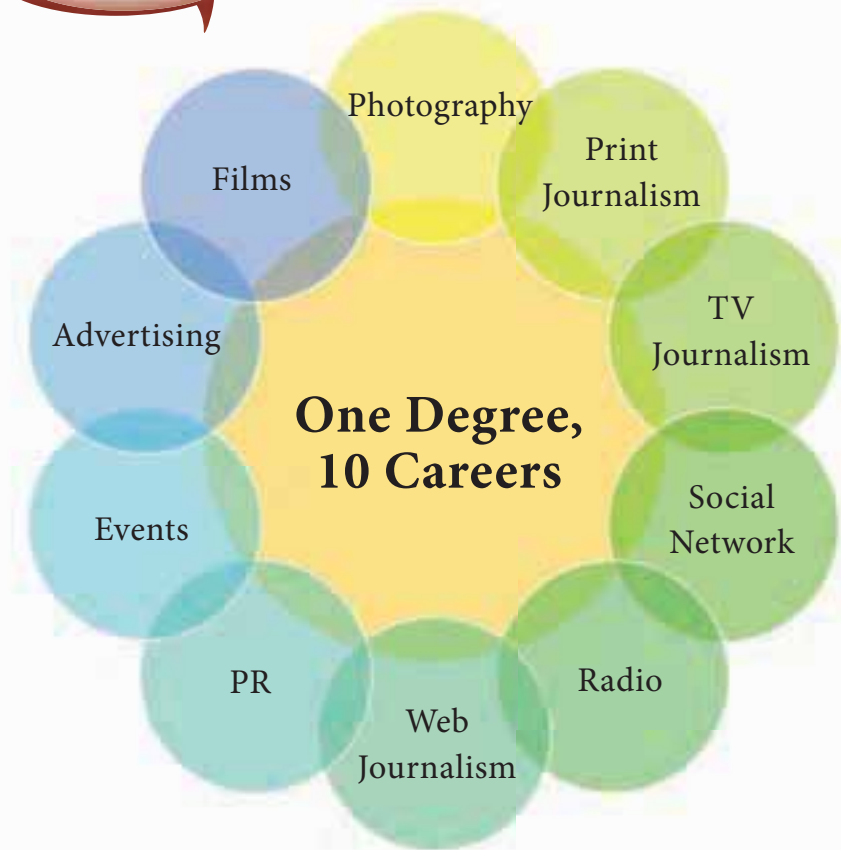 Photography
Print
Journalism
TV
Journalism
Social
Network
Radio
Web
Journalism
PR
Events
Advertising
Films
One Degree,
10 Careers